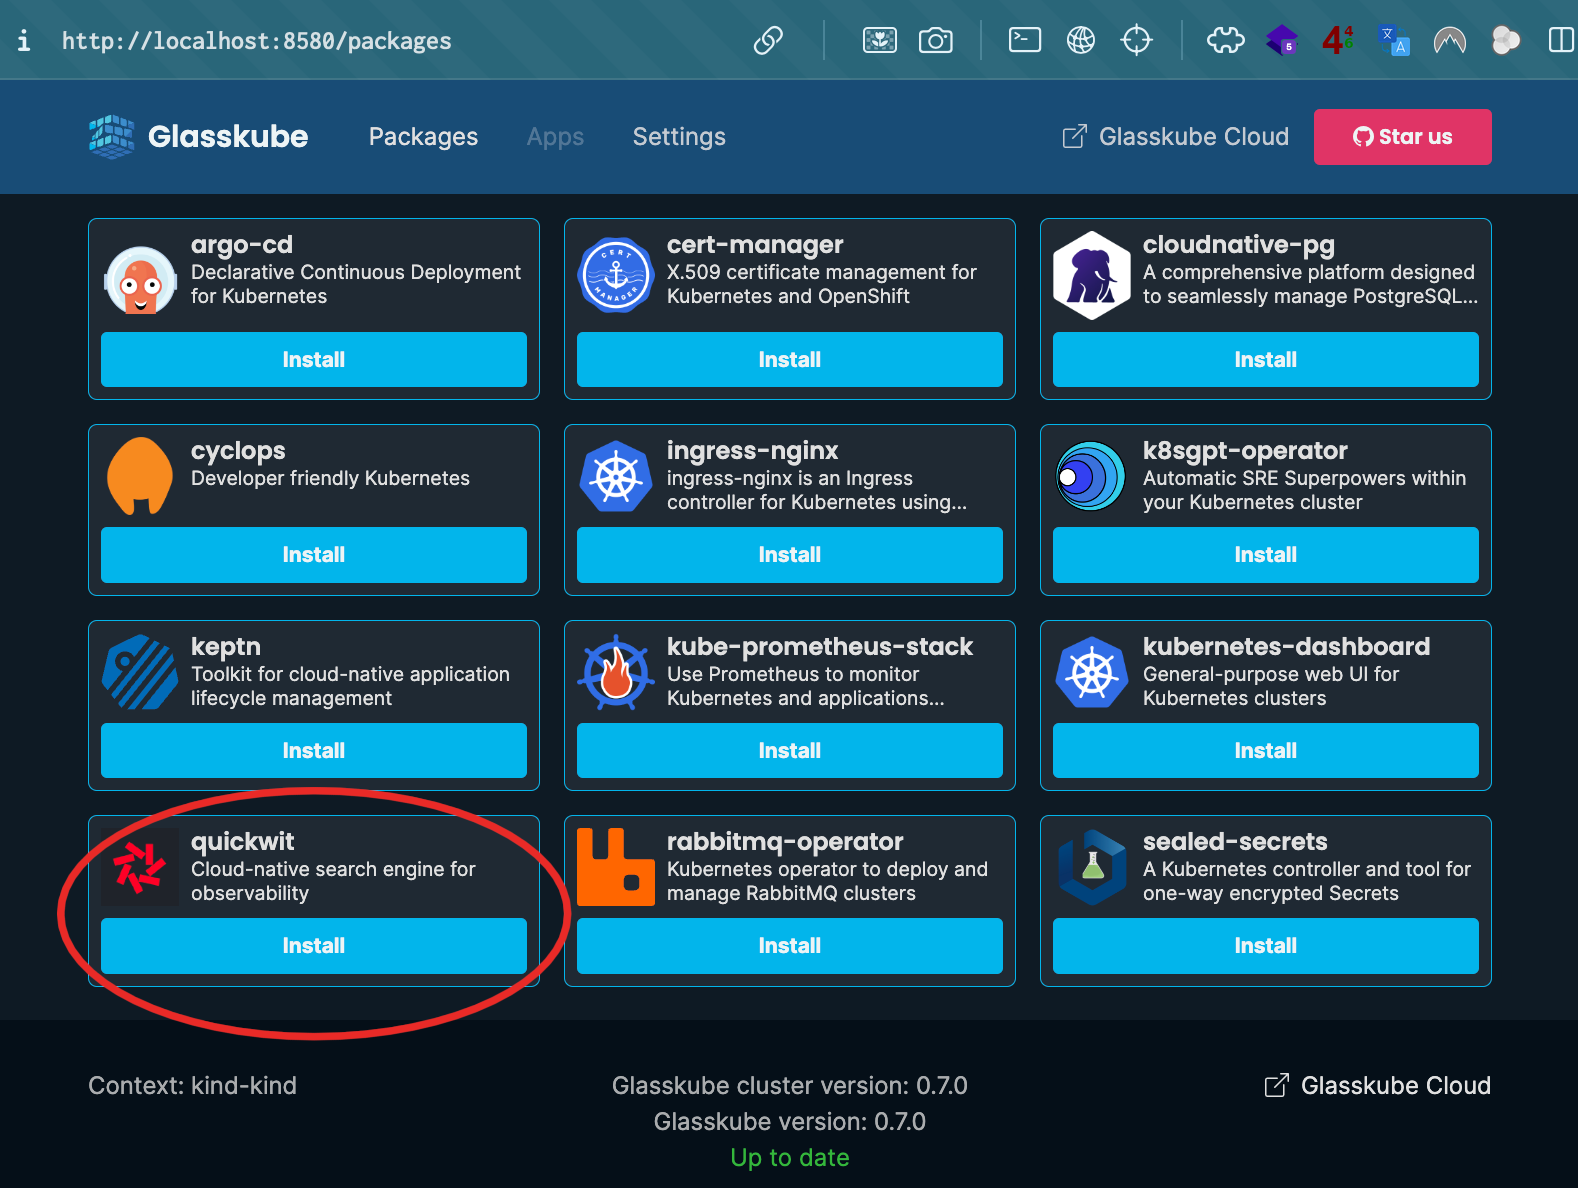 i http://localhost:8580/packages
5
4 4 6
文 A
Glasskube Packages Apps Settings Glasskube Cloud Star us
argo-cd
Declarative Continuous Deployment
for Kubernetes
Install
CERT MANAGER
cert-manager
X.509 certificate management for
Kubernetes and OpenShift
Install
cloudnative-pg
A comprehensive platform designed
to seamlessly manage PostgreSQL...
Install
cyclops
Developer friendly Kubernetes
Install
ingress-nginx
ingress-nginx is an Ingress
controller for Kubernetes using...
Install
k8sgpt-operator
Automatic SRE Superpowers within
your Kubernetes cluster
Install
keptn
Toolkit for cloud-native application
lifecycle management
Install
kube-prometheus-stack
Use Prometheus to monitor
Kubernetes and applications...
Install
kubernetes-dashboard
General-purpose web UI for
Kubernetes clusters
Install
quickwit
Cloud-native search engine for
observability
Install
rabbitmq-operator
Kubernetes operator to deploy and
manage RabbitMQ clusters
Install
sealed-secrets
A Kubernetes controller and tool for
one-way encrypted Secrets
Install
Context: kind-kind
Glasskube cluster version: 0.7.0
Glasskube version: 0.7.0
Up to date
Glasskube Cloud